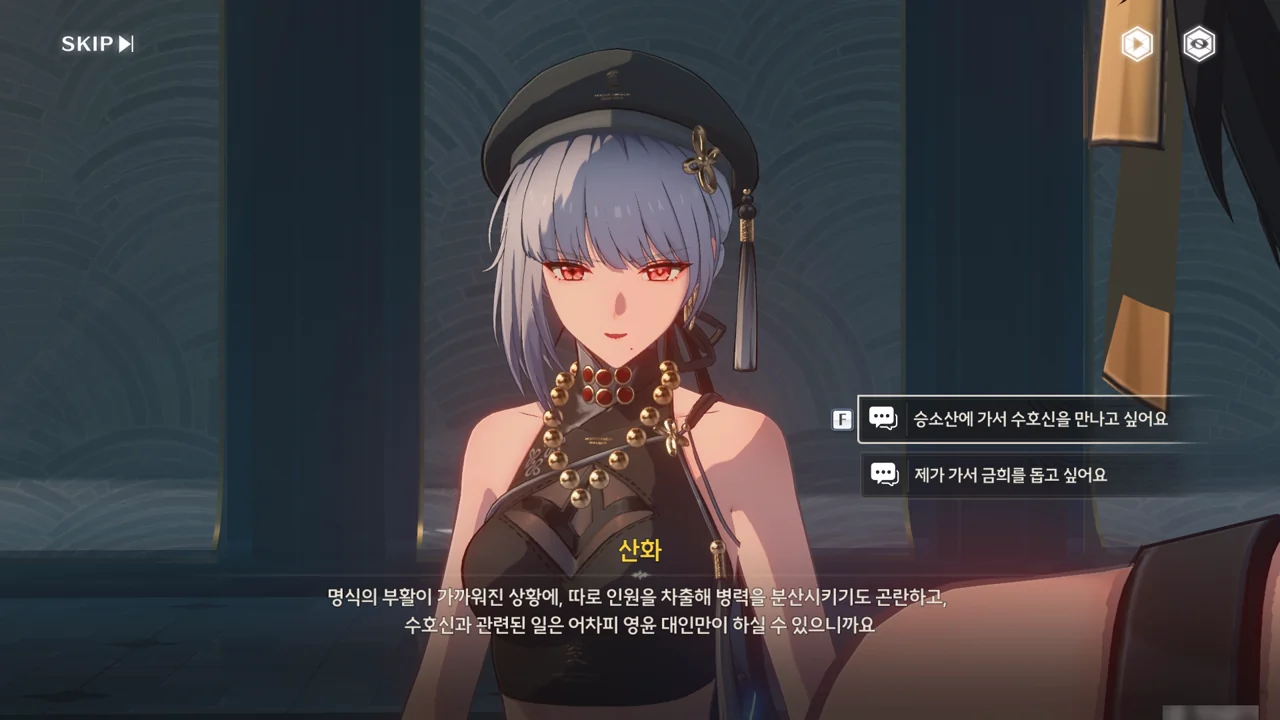 SKIP
F
승소산에 가서 수호신을 만나고 싶어요
제가 가서 금희를 돕고 싶어요
산화
명식의 부활이 가까워진 상황에, 따로 인원을 차출해 병력을 분산시키기도 곤란하고,
수호신과 관련된 일은 어차피 영윤 대인만이 하실 수 있으니까요